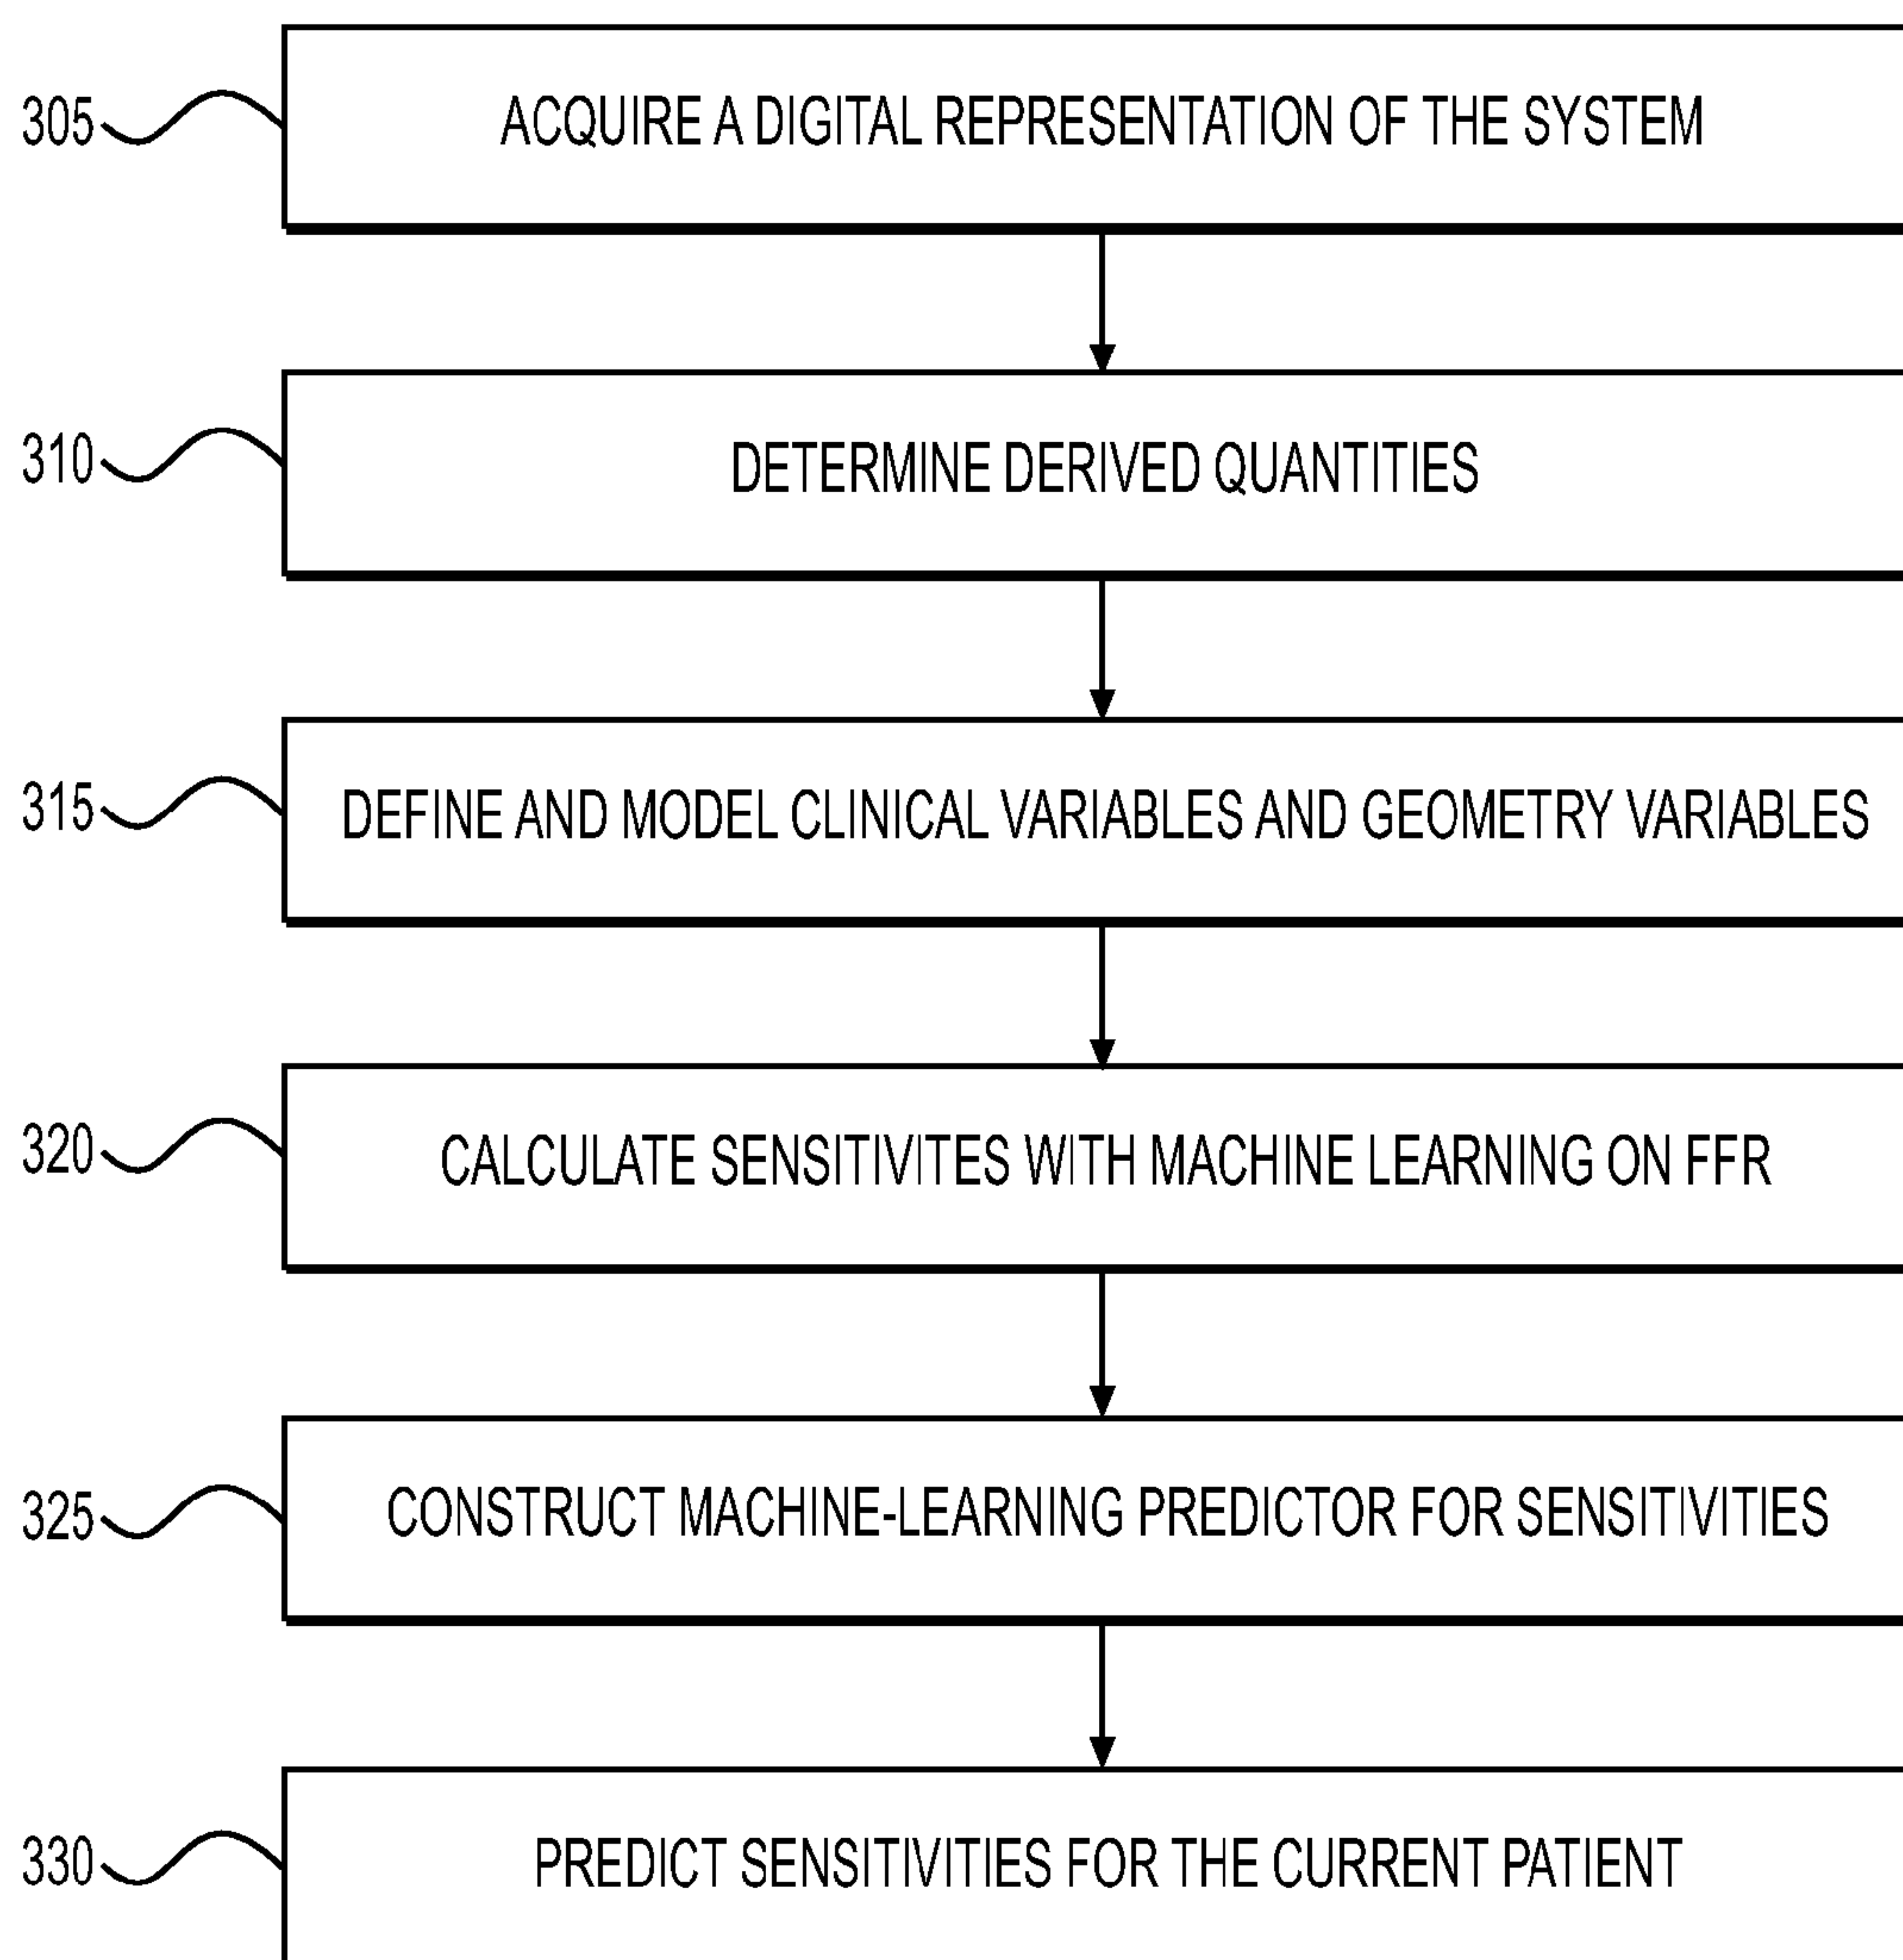 305 ACQUIRE A DIGITAL REPRESENTATION OF THE SYSTEM
310 DETERMINE DERIVED QUANTITIES
315 DEFINE AND MODEL CLINICAL VARIABLES AND GEOMETRY VARIABLES
320 CALCULATE SENSITIVITES WITH MACHINE LEARNING ON FFR
325 CONSTRUCT MACHINE-LEARNING PREDICTOR FOR SENSITIVITIES
330 PREDICT SENSITIVITIES FOR THE CURRENT PATIENT